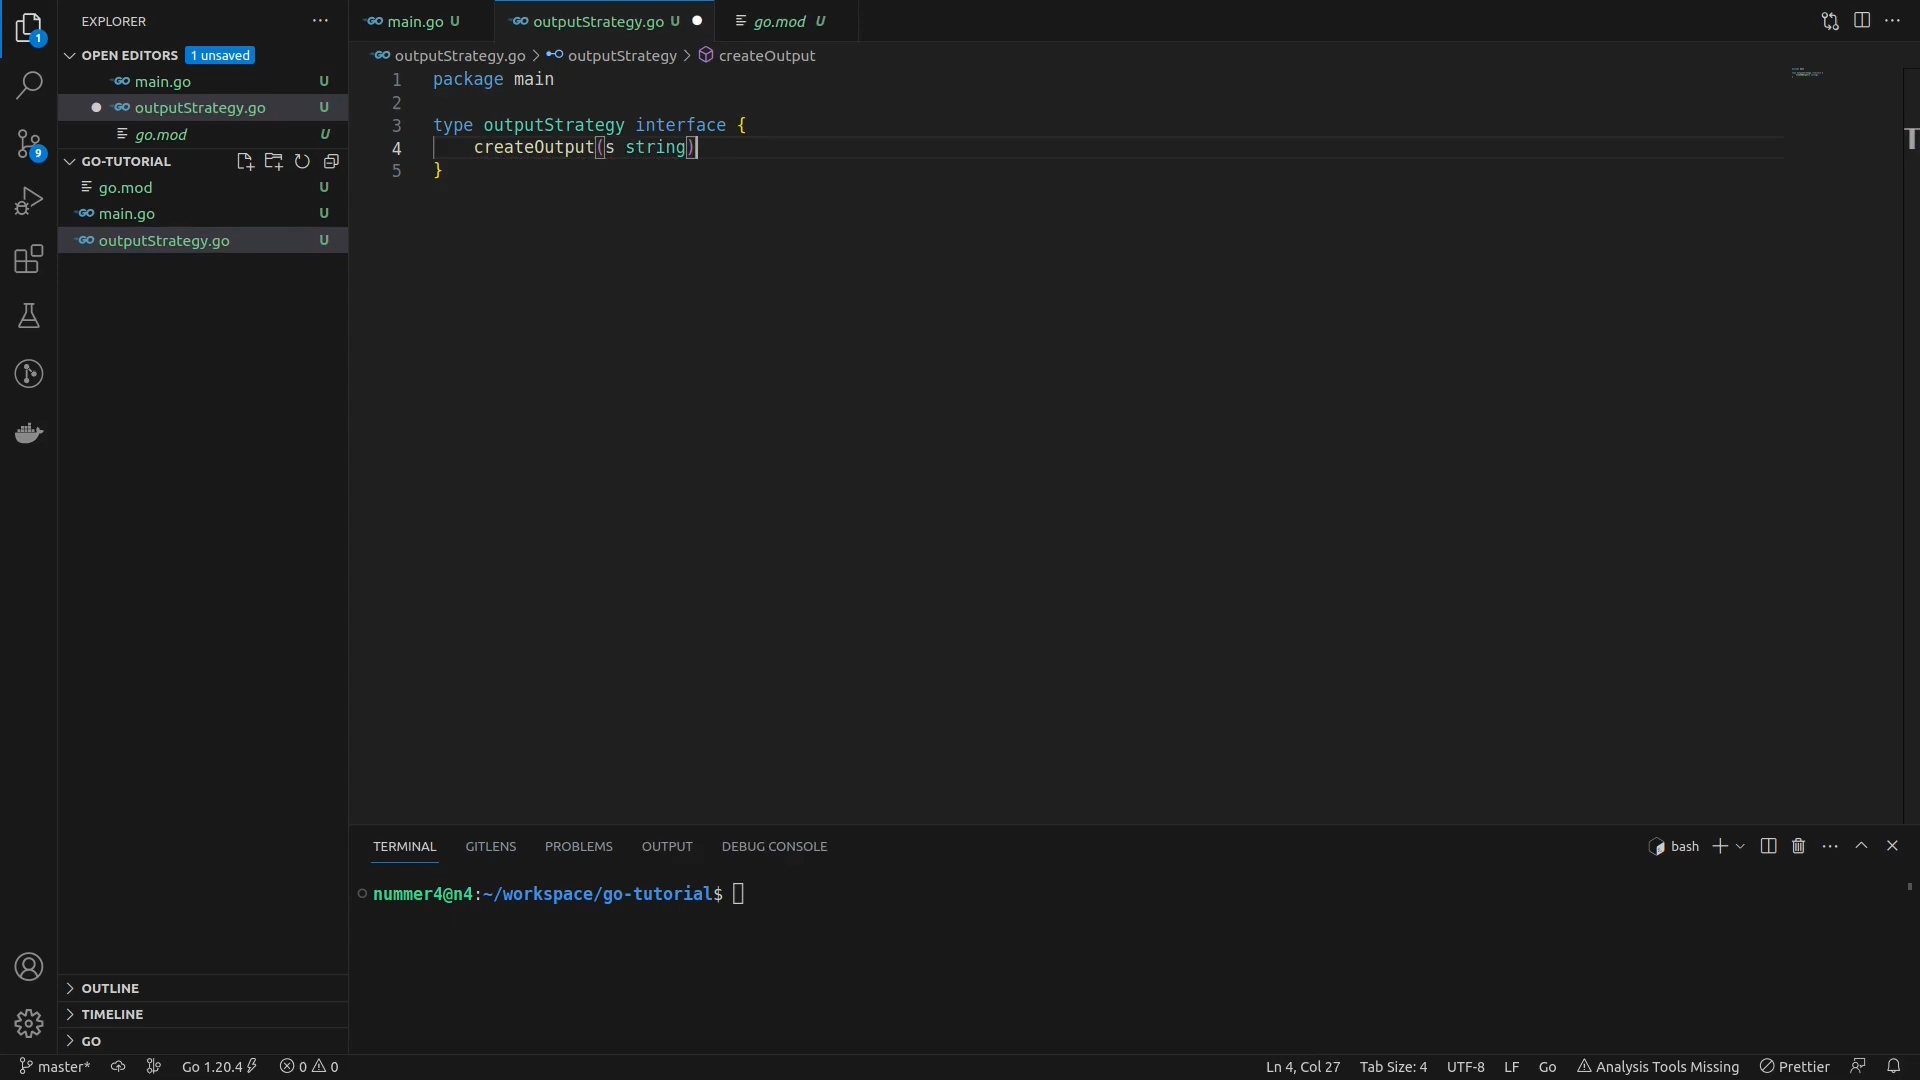 EXPLORER
OPEN EDITORS 1 unsaved
main.go U
outputStrategy.go U
go.mod U
GO-TUTORIAL
go.mod U
main.go U
outputStrategy.go U
OUTLINE
TIMELINE
GO
1
9
main.go U
outputStrategy.go U
go.mod U
outputStrategy.go > outputStrategy > createOutput
1 package main
2
3 type outputStrategy interface {
4 createOutput(s string)
5 }
TERMINAL GITLENS PROBLEMS OUTPUT DEBUG CONSOLE
bash
nummer4@n4:~/workspace/go-tutorial$
master* Go 1.20.4 0 0 Ln 4, Col 27 Tab Size: 4 UTF-8 LF Go Analysis Tools Missing Prettier